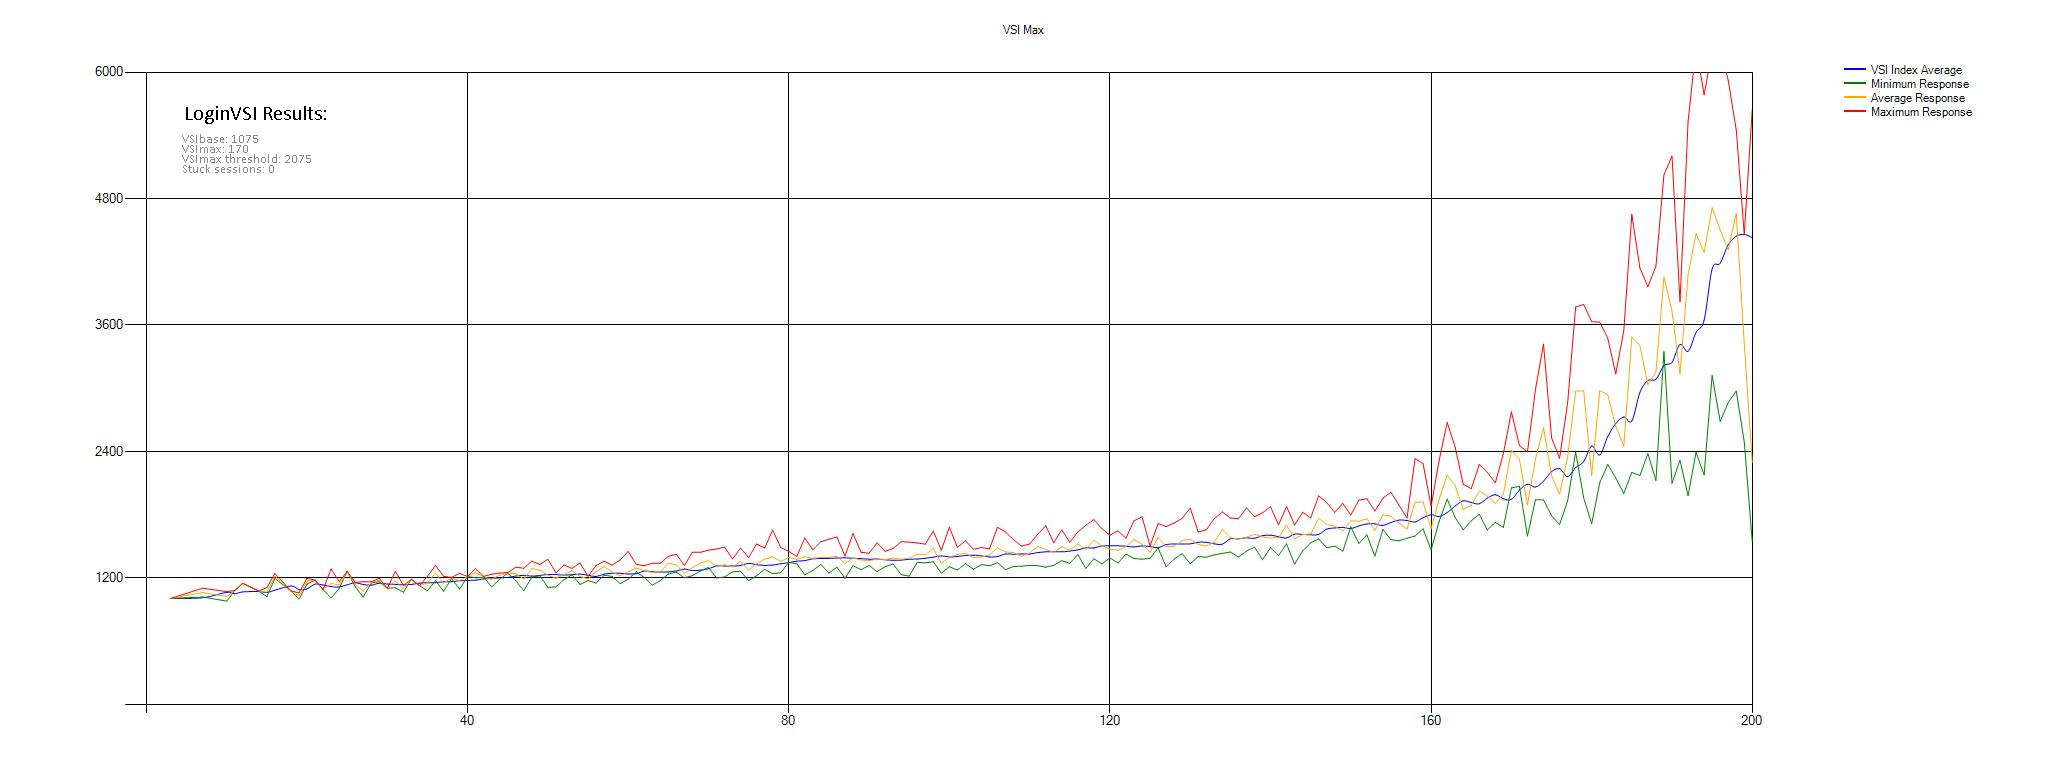 VSI Max
6000
4800
3600
2400
1200
LoginVSI Results:
VSIbase: 1075
VSImax: 170
VSImax threshold: 2075
Stuck sessions: 0
VSI Index Average
Minimum Response
Average Response
Maximum Response
40 80 120 160 200